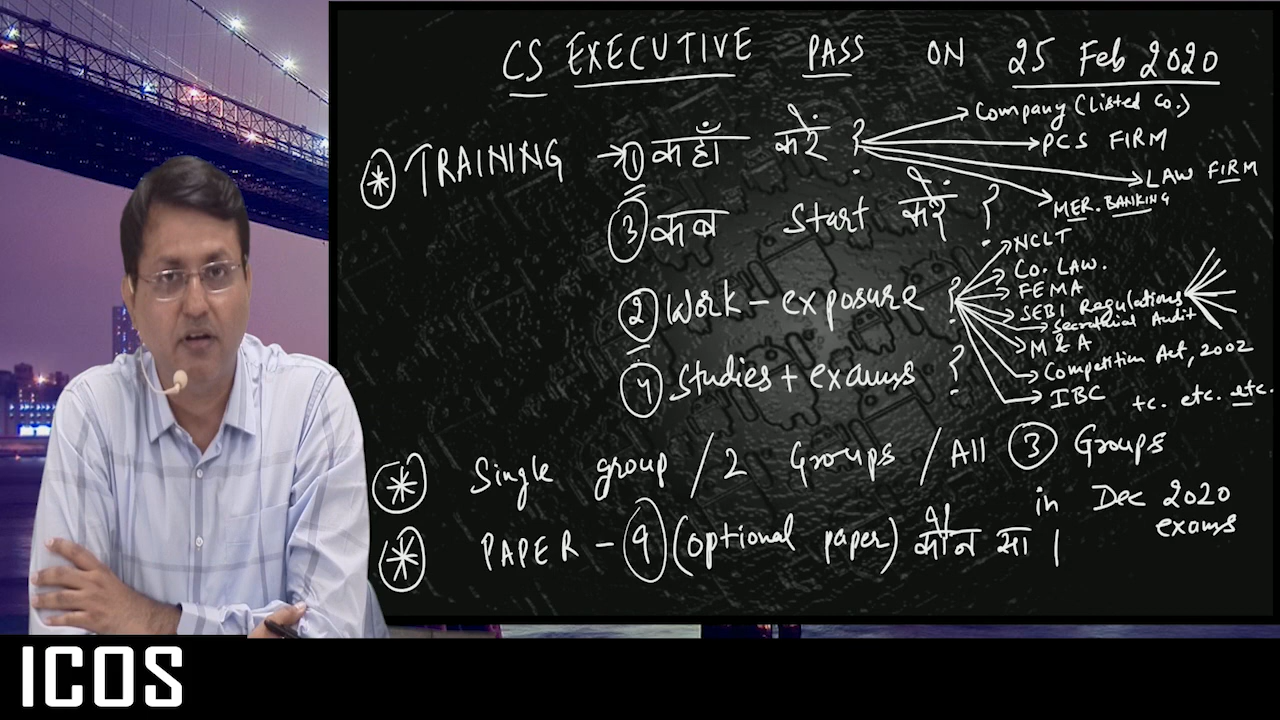 CS EXECUTIVE PASS ON 25 Feb 2020
* TRAINING → ① कहाँ करें ?
Company (Listed Co.)
PCS FIRM
LAW FIRM
MER. BANKING
③ कब Start करें ?
② Work - exposure ?
NCLT
Co. LAW.
FEMA
SEBI Regulations
Secretarial Audit
M & A
Competition Act, 2002
IBC
tc. etc. etc.
④ Studies + exams ?
* Single group / 2 Groups / All ③ Groups
in Dec 2020
exams
* PAPER - ⑨ (optional paper) कौन सा |
ICOS